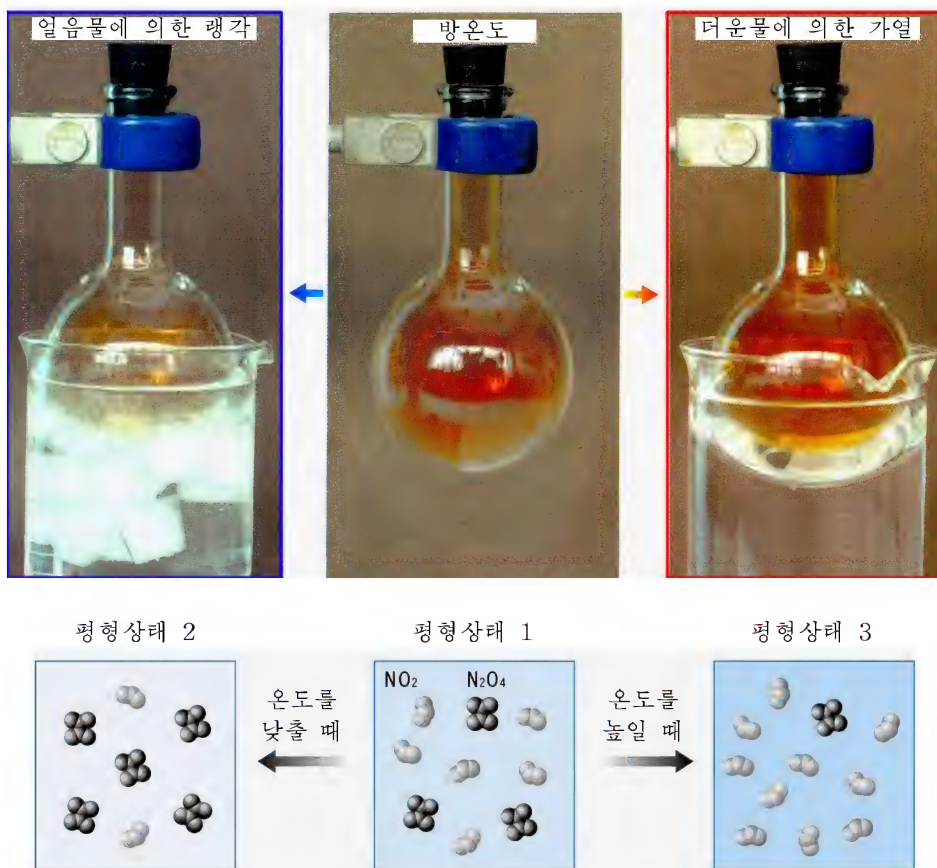 얼음물에 의한 랭각
방온도
더운물에 의한 가열
평형상태 2
평형상태 1
평형상태 3
NO₂
N₂O₄
온도를
낮출 때
온도를
높일 때